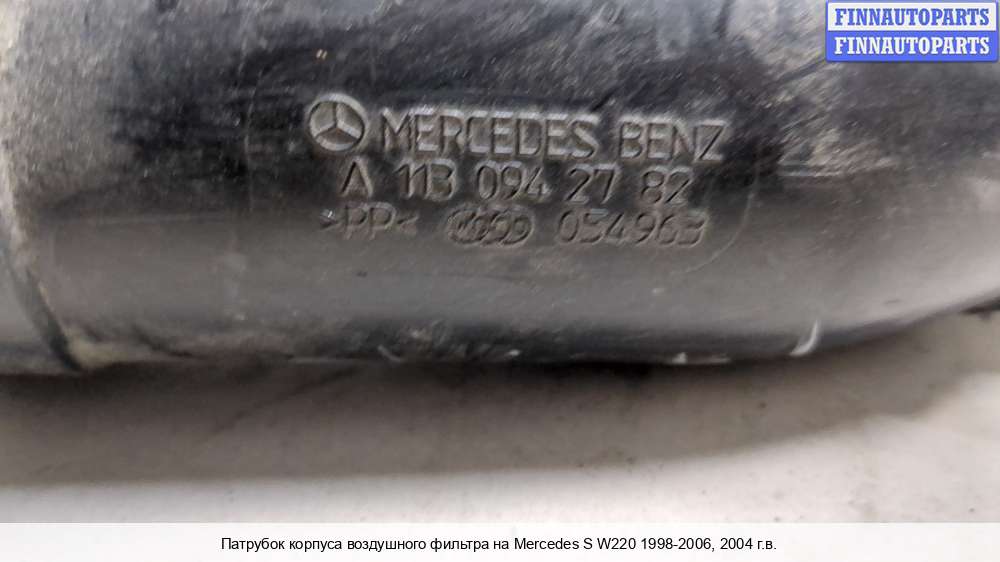 FINNAUTOPARTS
FINNAUTOPARTS
MERCEDES BENZ
A 113 094 27 82
>PP< 054963
Патрубок корпуса воздушного фильтра на Mercedes S W220 1998-2006, 2004 г.в.